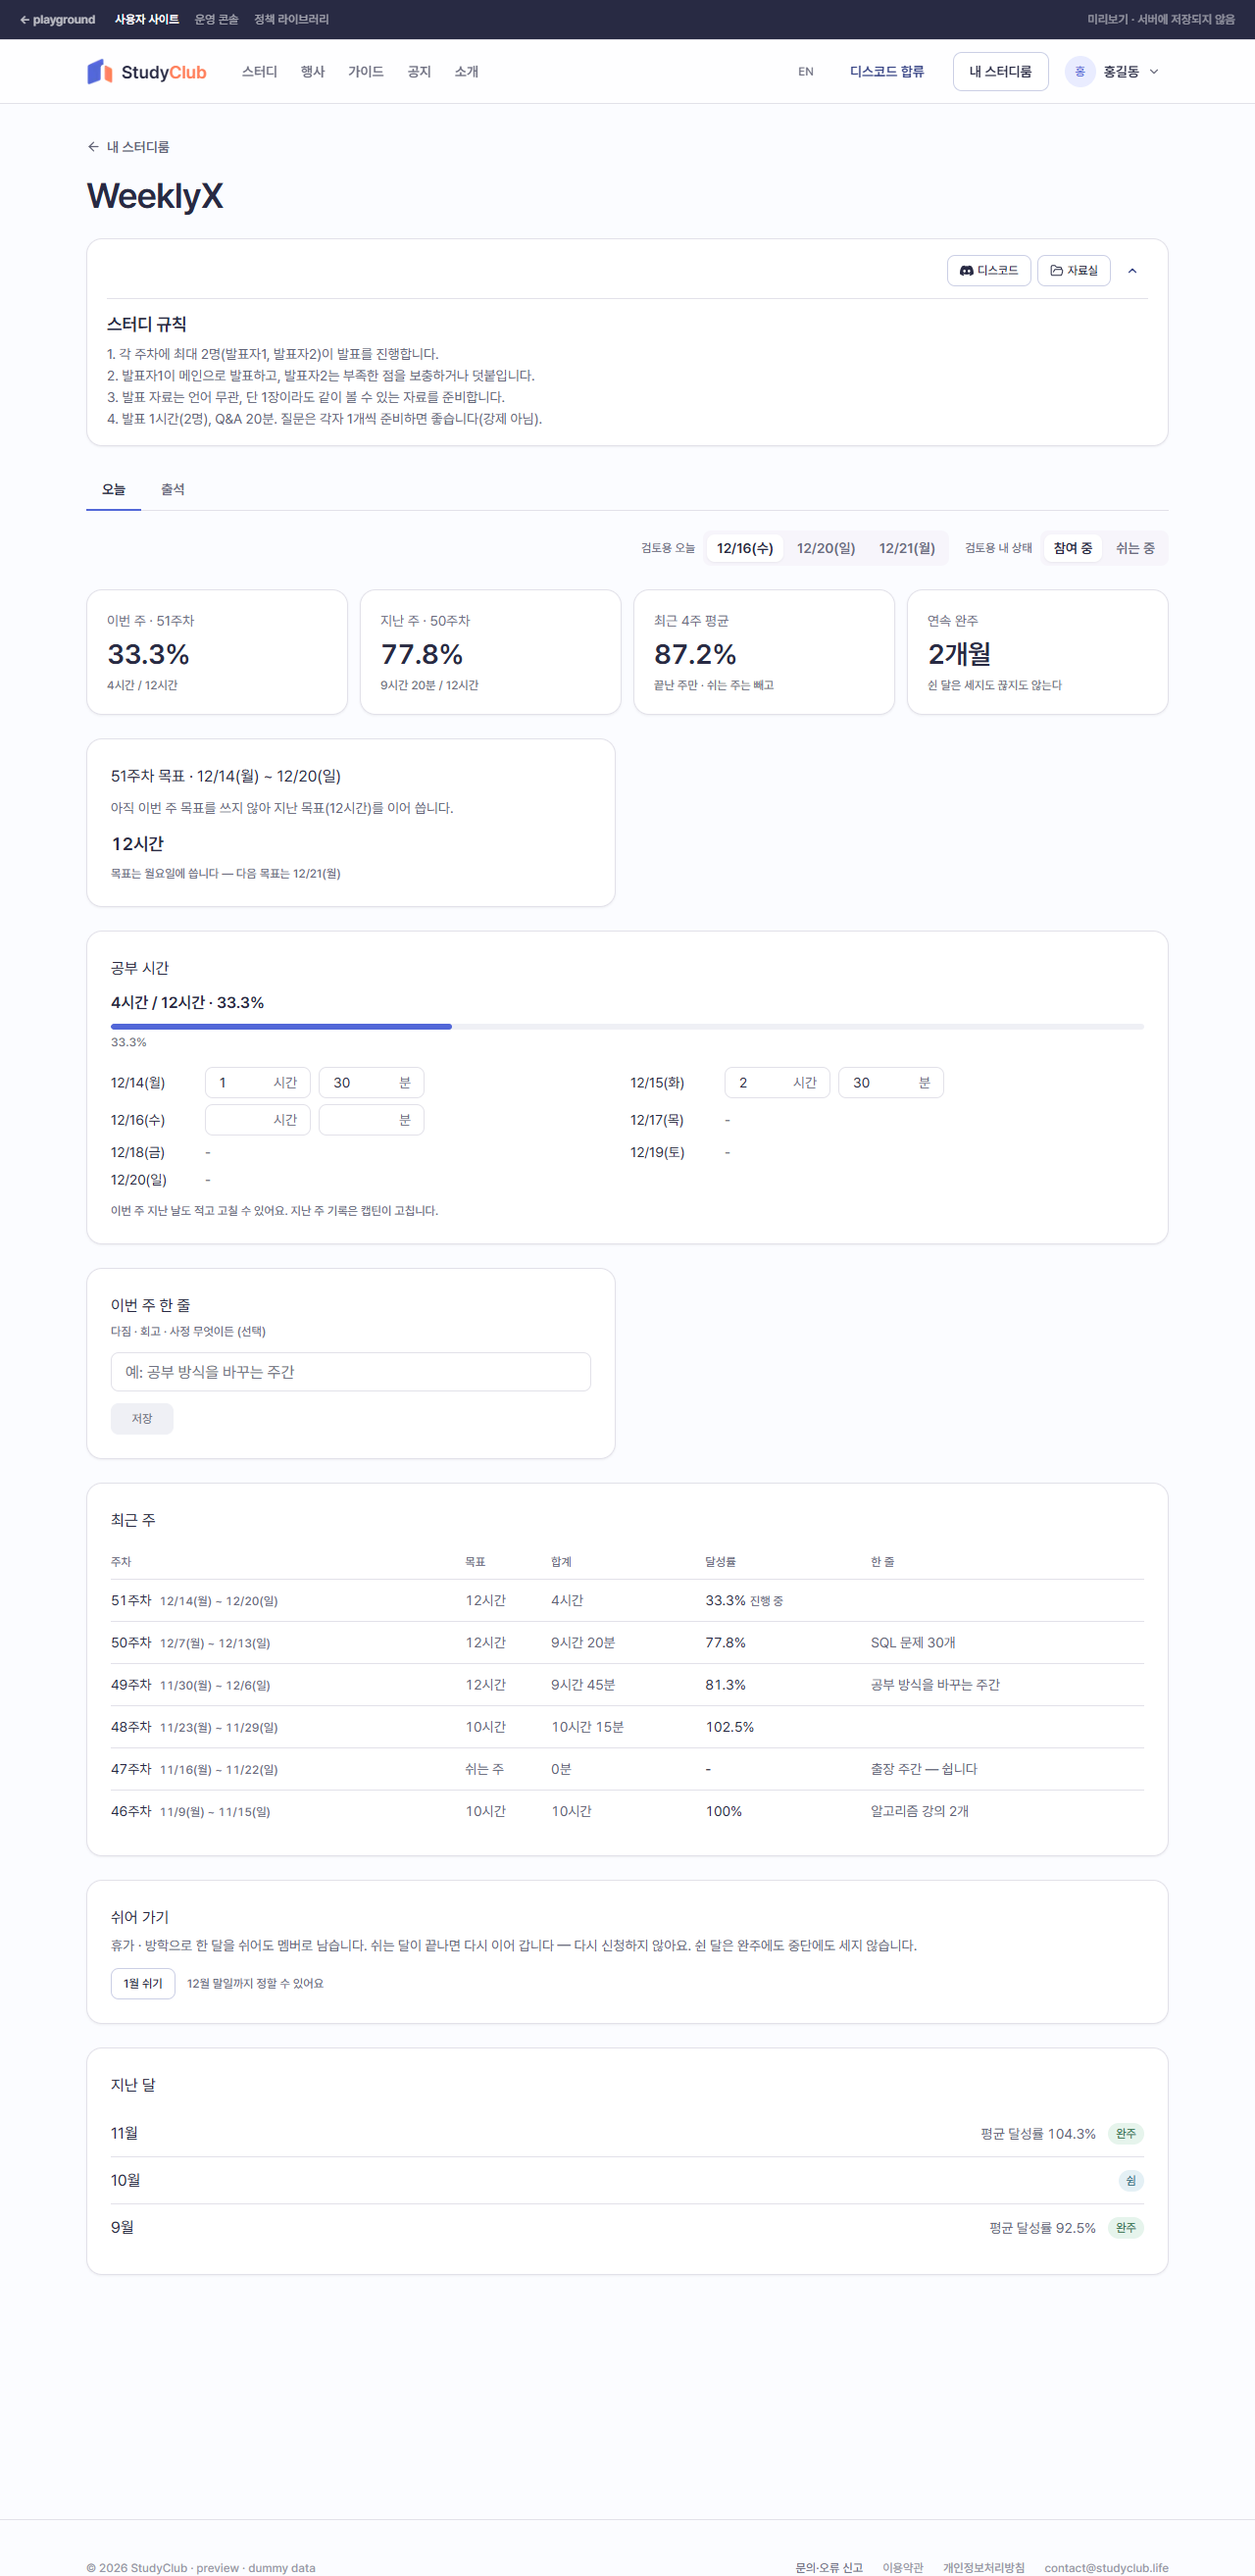 ← playground 사용자 사이트 운영 콘솔 정책 라이브러리 미리보기 · 서버에 저장되지 않음
StudyClub 스터디 행사 가이드 공지 소개 EN 디스코드 합류 내 스터디룸 홍 홍길동
← 내 스터디룸
WeeklyX
디스코드 자료실
스터디 규칙
1. 각 주차에 최대 2명(발표자1, 발표자2)이 발표를 진행합니다.
2. 발표자1이 메인으로 발표하고, 발표자2는 부족한 점을 보충하거나 덧붙입니다.
3. 발표 자료는 언어 무관, 단 1장이라도 같이 볼 수 있는 자료를 준비합니다.
4. 발표 1시간(2명), Q&A 20분. 질문은 각자 1개씩 준비하면 좋습니다(강제 아님).
오늘 출석
검토용 오늘 12/16(수) 12/20(일) 12/21(월) 검토용 내 상태 참여 중 쉬는 중
이번 주 · 51주차
33.3%
4시간 / 12시간
지난 주 · 50주차
77.8%
9시간 20분 / 12시간
최근 4주 평균
87.2%
끝난 주만 · 쉬는 주는 빼고
연속 완주
2개월
쉰 달은 세지도 끊지도 않는다
51주차 목표 · 12/14(월) ~ 12/20(일)
아직 이번 주 목표를 쓰지 않아 지난 목표(12시간)를 이어 씁니다.
12시간
목표는 월요일에 씁니다 — 다음 목표는 12/21(월)
공부 시간
4시간 / 12시간 · 33.3%
33.3%
12/14(월) 1 시간 30 분 12/15(화) 2 시간 30 분
12/16(수) 시간 분 12/17(목) -
12/18(금) - 12/19(토) -
12/20(일) -
이번 주 지난 날도 적고 고칠 수 있어요. 지난 주 기록은 캡틴이 고칩니다.
이번 주 한 줄
다짐 · 회고 · 사정 무엇이든 (선택)
예: 공부 방식을 바꾸는 주간
저장
최근 주
주차 목표 합계 달성률 한 줄
51주차 12/14(월) ~ 12/20(일) 12시간 4시간 33.3% 진행 중
50주차 12/7(월) ~ 12/13(일) 12시간 9시간 20분 77.8% SQL 문제 30개
49주차 11/30(월) ~ 12/6(일) 12시간 9시간 45분 81.3% 공부 방식을 바꾸는 주간
48주차 11/23(월) ~ 11/29(일) 10시간 10시간 15분 102.5%
47주차 11/16(월) ~ 11/22(일) 쉬는 주 0분 - 출장 주간 — 쉽니다
46주차 11/9(월) ~ 11/15(일) 10시간 10시간 100% 알고리즘 강의 2개
쉬어 가기
휴가 · 방학으로 한 달을 쉬어도 멤버로 남습니다. 쉬는 달이 끝나면 다시 이어 갑니다 — 다시 신청하지 않아요. 쉰 달은 완주에도 중단에도 세지 않습니다.
1월 쉬기 12월 말일까지 정할 수 있어요
지난 달
11월 평균 달성률 104.3% 완주
10월 쉼
9월 평균 달성률 92.5% 완주
© 2026 StudyClub · preview · dummy data 문의·오류 신고 이용약관 개인정보처리방침 contact@studyclub.life